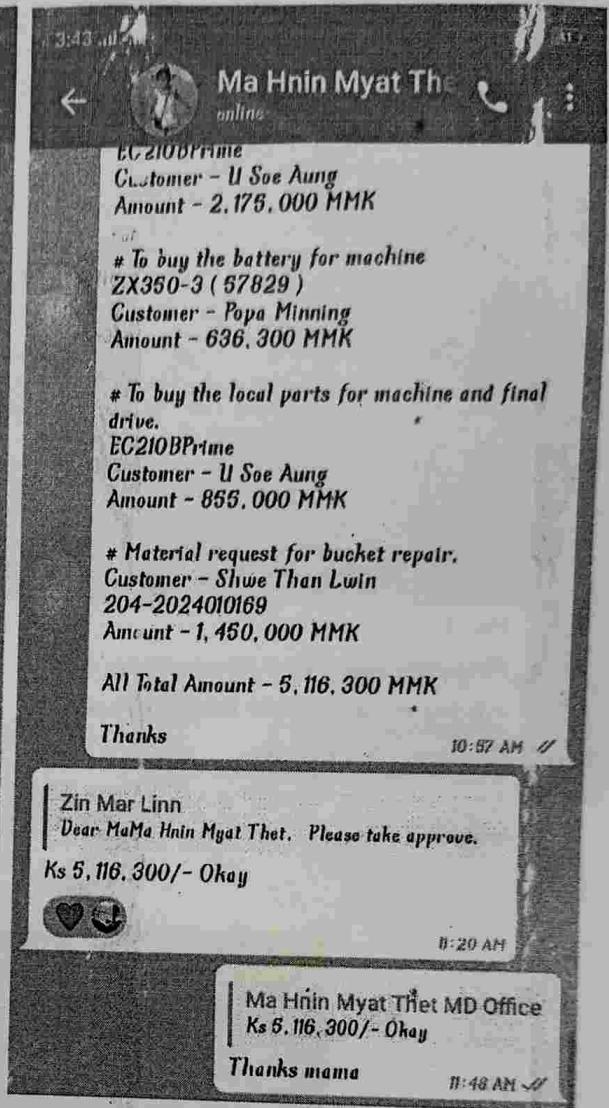 3:43
Ma Hnin Myat The
online
EC210BPrime
Customer - U Soe Aung
Amount - 2,175,000 MMK
# To buy the battery for machine
ZX350-3 ( 57829 )
Customer - Popa Minning
Amount - 636,300 MMK
# To buy the local parts for machine and final
drive.
EC210BPrime
Customer - U Soe Aung
Amount - 855,000 MMK
# Material request for bucket repair.
Customer - Shwe Than Lwin
204-2024010169
Amount - 1,450,000 MMK
All Total Amount - 5,116,300 MMK
Thanks
10:57 AM
Zin Mar Linn
Dear MaMa Hnin Myat Thet. Please take approve.
Ks 5,116,300/- Okay
11:20 AM
Ma Hnin Myat Thet MD Office
Ks 5,116,300/- Okay
Thanks mama
11:48 AM